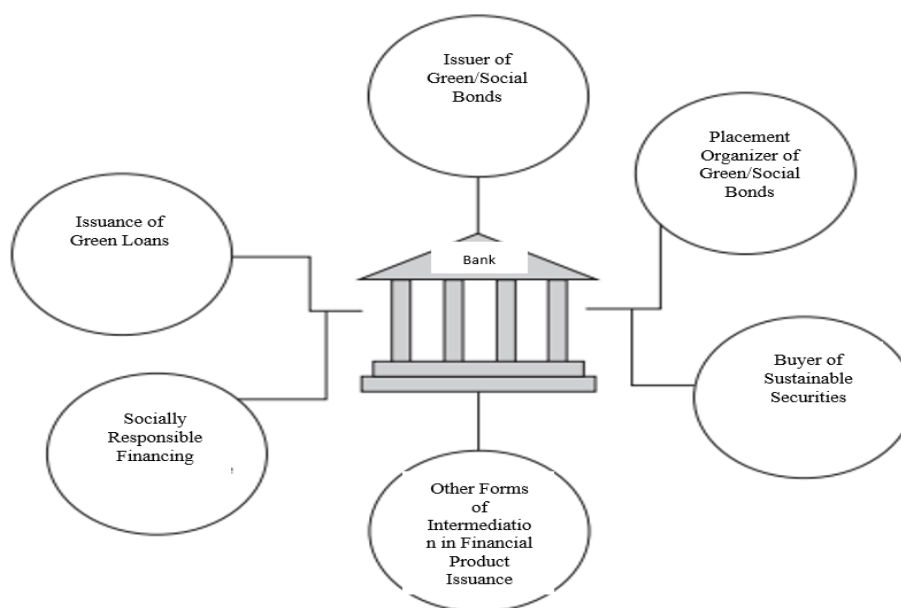 Issuer of
Green/Social
Bonds
Placement
Organizer of
Green/Social
Bonds
Issuance of
Green Loans
Bank
Buyer of
Sustainable
Securities
Socially
Responsible
Financing
Other Forms
of
Intermediatio
n in Financial
Product
Issuance